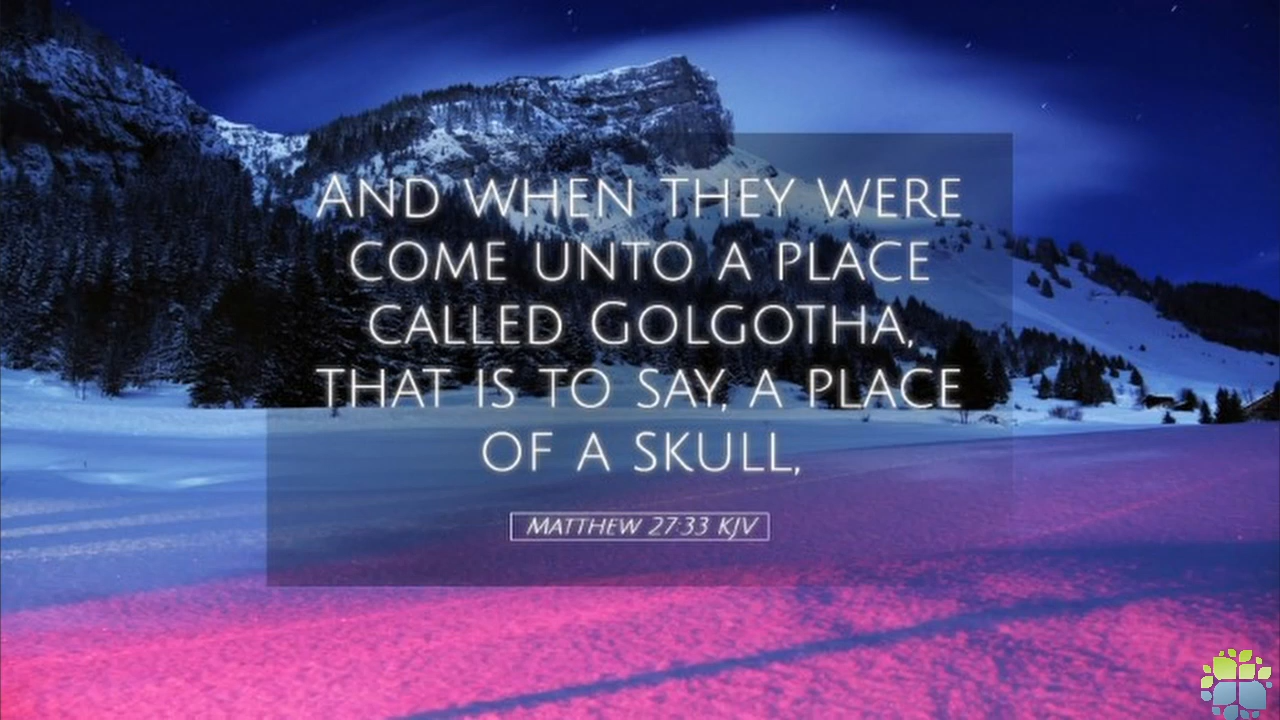 And when they were
come unto a place
called Golgotha,
that is to say, a place
of a skull,
Matthew 27:33 KJV